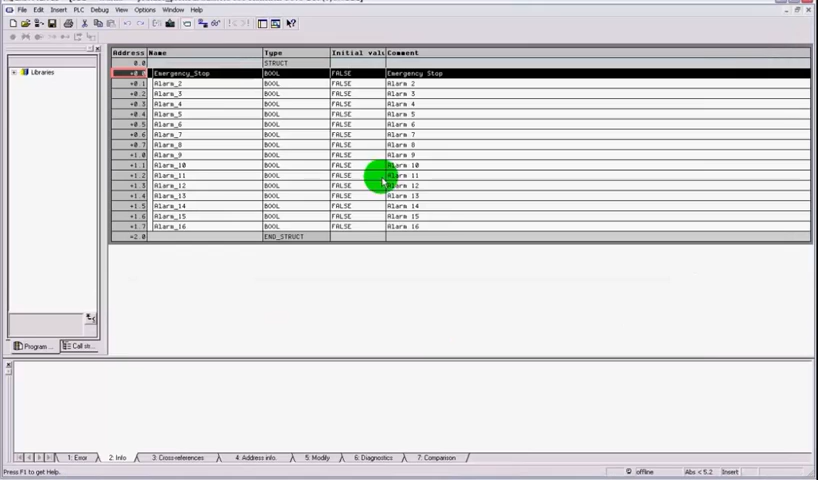 File Edit Insert PLC Debug View Options Window Help
Address Name Type Initial valu Comment
0.0 STRUCT
+0.0 Emergency_Stop BOOL FALSE Emergency Stop
+0.1 Alarm_2 BOOL FALSE Alarm 2
+0.2 Alarm_3 BOOL FALSE Alarm 3
+0.3 Alarm_4 BOOL FALSE Alarm 4
+0.4 Alarm_5 BOOL FALSE Alarm 5
+0.5 Alarm_6 BOOL FALSE Alarm 6
+0.6 Alarm_7 BOOL FALSE Alarm 7
+0.7 Alarm_8 BOOL FALSE Alarm 8
+1.0 Alarm_9 BOOL FALSE Alarm 9
+1.1 Alarm_10 BOOL FALSE Alarm 10
+1.2 Alarm_11 BOOL FALSE Alarm 11
+1.3 Alarm_12 BOOL FALSE Alarm 12
+1.4 Alarm_13 BOOL FALSE Alarm 13
+1.5 Alarm_14 BOOL FALSE Alarm 14
+1.6 Alarm_15 BOOL FALSE Alarm 15
+1.7 Alarm_16 BOOL FALSE Alarm 16
=2.0 END_STRUCT
Libraries
Program ... Call str...
1: Error 2: Info 3: Cross-references 4: Address info. 5: Modify 6: Diagnostics 7: Comparison
Press F1 to get Help. offline Abs < 5.2 Insert